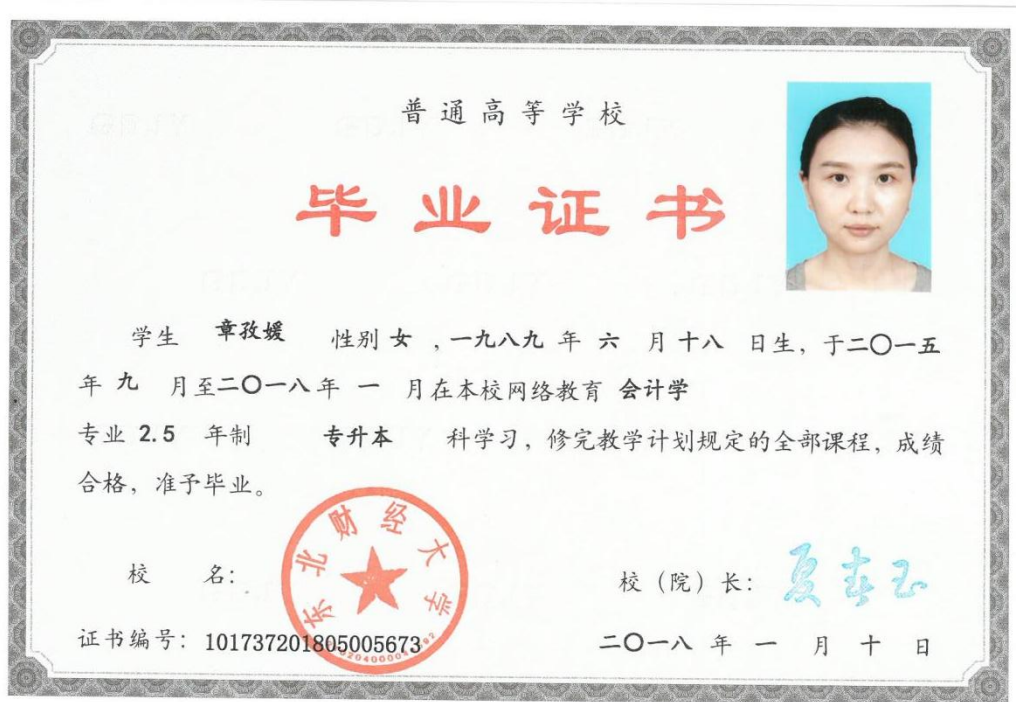 普通高等学校
毕业证书
学生 章孜媛 性别 女 ,一九八九 年 六 月 十八 日生, 于二〇一五
年 九 月至二〇一八年 一 月在本校网络教育 会计学
专业 2.5 年制 专升本 科学习, 修完教学计划规定的全部课程, 成绩
合格, 准予毕业。
东北财经大学
校 名:
校（院）长: 夏春玉
证书编号: 101737201805005673
二〇一八 年 一 月 十 日